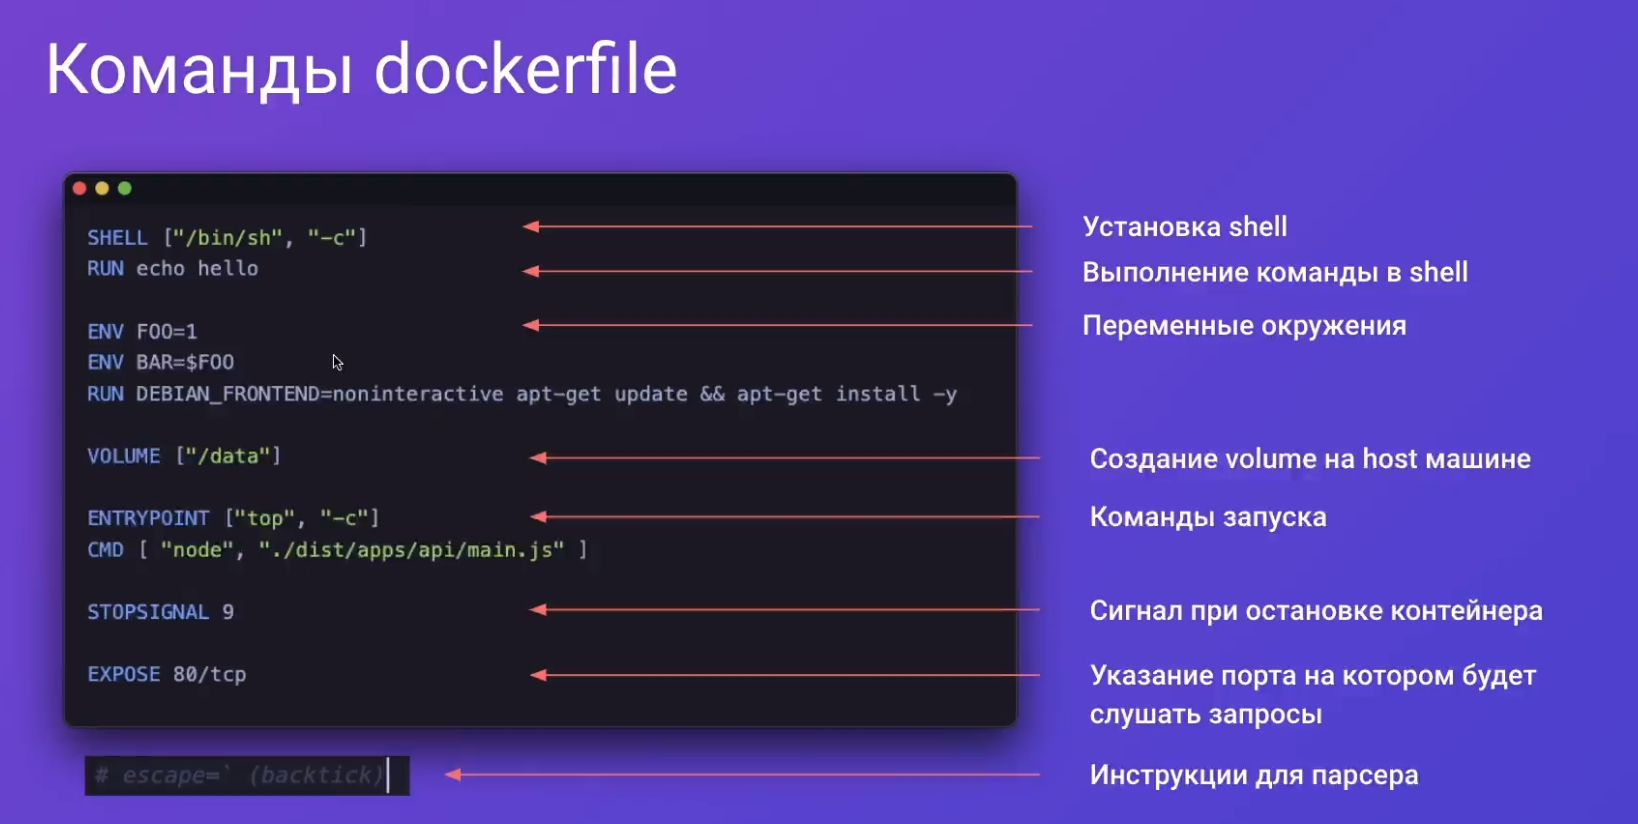 Команды dockerfile
SHELL ["/bin/sh", "-c"]
Установка shell
RUN echo hello
Выполнение команды в shell
ENV FOO=1
Переменные окружения
ENV BAR=$FOO
RUN DEBIAN_FRONTEND=noninteractive apt-get update && apt-get install -y
VOLUME ["/data"]
Создание volume на host машине
ENTRYPOINT ["top", "-c"]
Команды запуска
CMD [ "node", "./dist/apps/api/main.js" ]
STOPSIGNAL 9
Сигнал при остановке контейнера
EXPOSE 80/tcp
Указание порта на котором будет
слушать запросы
# escape=` (backtick)
Инструкции для парсера